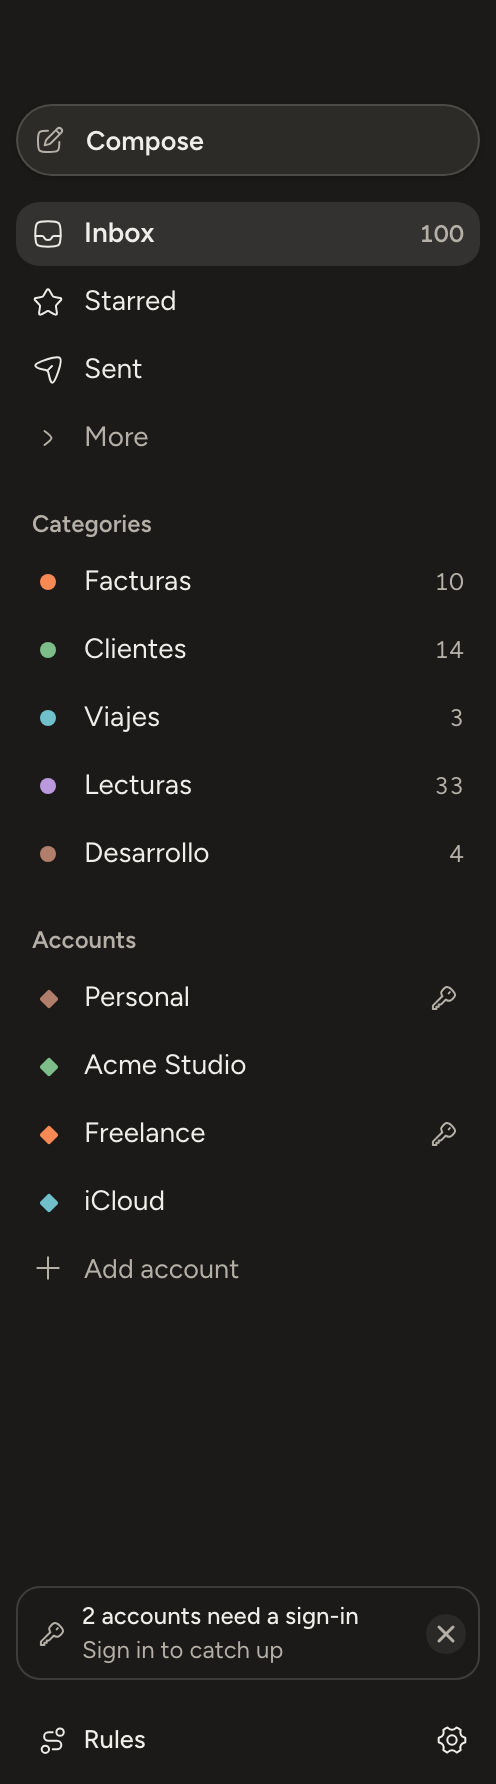 Compose
Inbox 100
Starred
Sent
More
Categories
Facturas 10
Clientes 14
Viajes 3
Lecturas 33
Desarrollo 4
Accounts
Personal
Acme Studio
Freelance
iCloud
Add account
2 accounts need a sign-in
Sign in to catch up
Rules